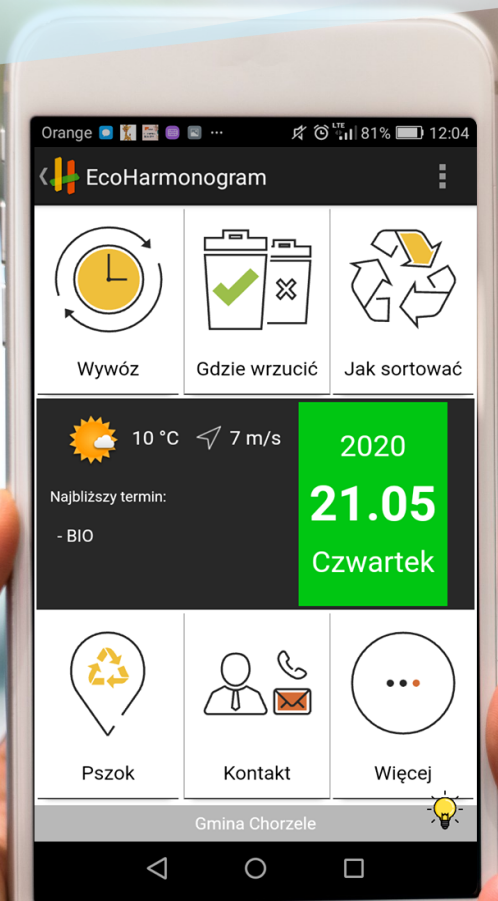 Orange
LTE
81%
12:04
EcoHarmonogram
Wywóz
Gdzie wrzucić
Jak sortować
10 °C
7 m/s
Najbliższy termin:
- BIO
2020
21.05
Czwartek
Pszok
Kontakt
Więcej
Gmina Chorzele